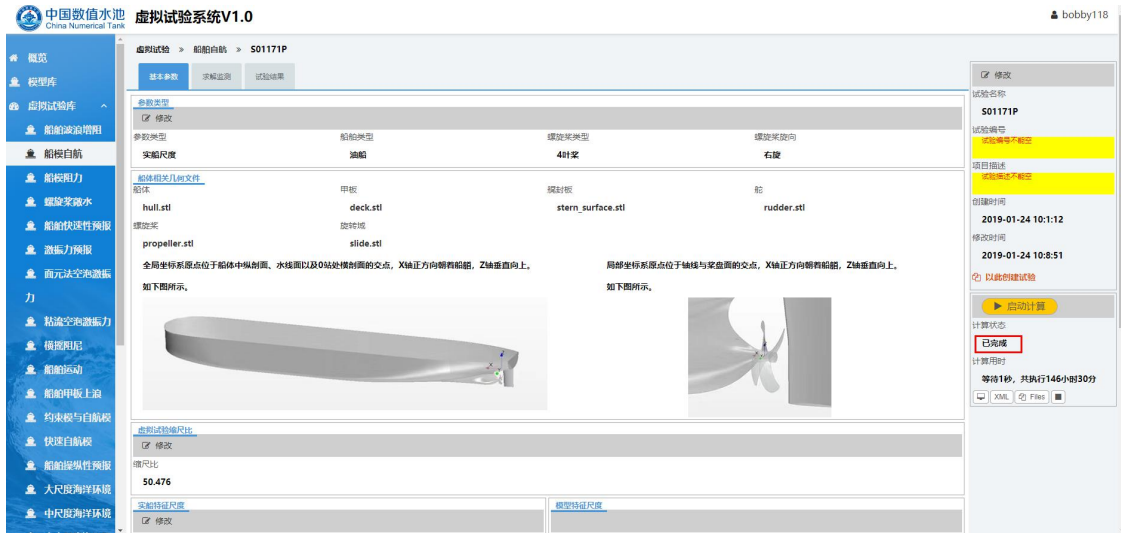 中国数值水池
China Numerical Tank
虚拟试验系统V1.0
bobby118
概览
模型库
虚拟试验库
船舶波浪增阻
船模自航
船模阻力
螺旋桨敞水
船舶快速性预报
激振力预报
面元法空泡激振
力
粘流空泡激振力
横摇阻尼
船舶运动
船舶甲板上浪
约束模与自航模
快速自航模
船舶操纵性预报
大尺度海洋环境
中尺度海洋环境
虚拟试验 » 船舶自航 » S01171P
基本参数 求解监测 试验结果
参数类型
修改
参数类型 船舶类型 螺旋桨类型 螺旋桨旋向
实船尺度 油船 4叶桨 右旋
船体相关几何文件
船体 甲板 艉封板 舵
hull.stl deck.stl stern_surface.stl rudder.stl
螺旋桨 旋转域
propeller.stl slide.stl
全局坐标系原点位于船体中纵剖面、水线面以及0站处横剖面的交点，X轴正方向朝着船艏，Z轴垂直向上。
如下图所示。
局部坐标系原点位于轴线与桨盘面的交点，X轴正方向朝着船艏，Z轴垂直向上。
如下图所示。
虚拟试验缩尺比
修改
缩尺比
50.476
实船特征尺度 模型特征尺度
修改
修改
试验名称
S01171P
试验编号
试验编号不能空
项目描述
试验描述不能空
创建时间
2019-01-24 10:1:12
修改时间
2019-01-24 10:8:51
以此创建试验
启动计算
计算状态
已完成
计算用时
等待1秒，共执行146小时30分
XML Files